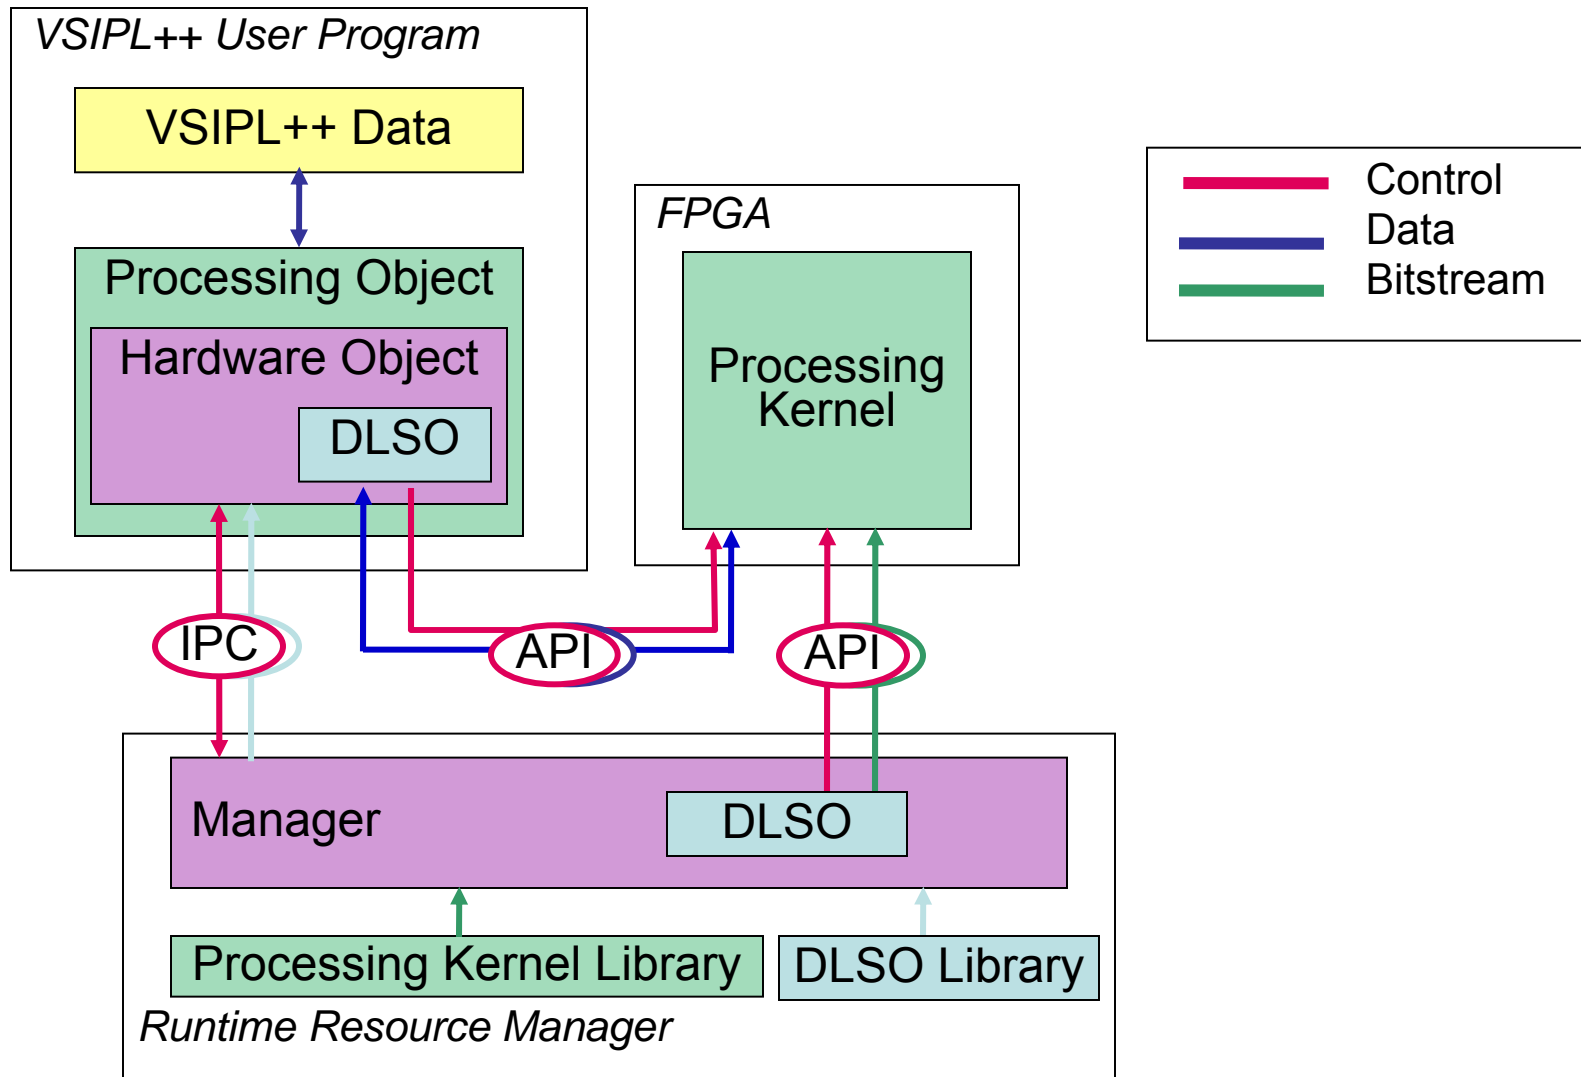 VSIPL++ User Program
VSIPL++ Data
Processing Object
Hardware Object
DLSO
FPGA
Processing
Kernel
Control
Data
Bitstream
IPC
API
API
Manager
DLSO
Processing Kernel Library
DLSO Library
Runtime Resource Manager